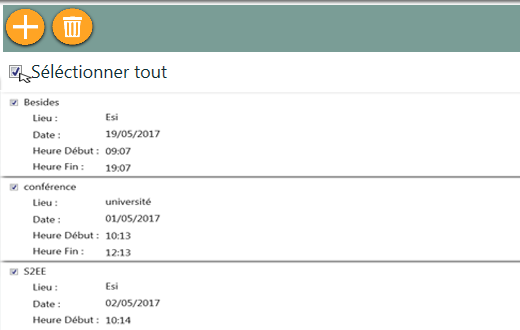 Séléctionner tout
Besides
Lieu : Esi
Date : 19/05/2017
Heure Début : 09:07
Heure Fin : 19:07
conférence
Lieu : université
Date : 01/05/2017
Heure Début : 10:13
Heure Fin : 12:13
S2EE
Lieu : Esi
Date : 02/05/2017
Heure Début : 10:14